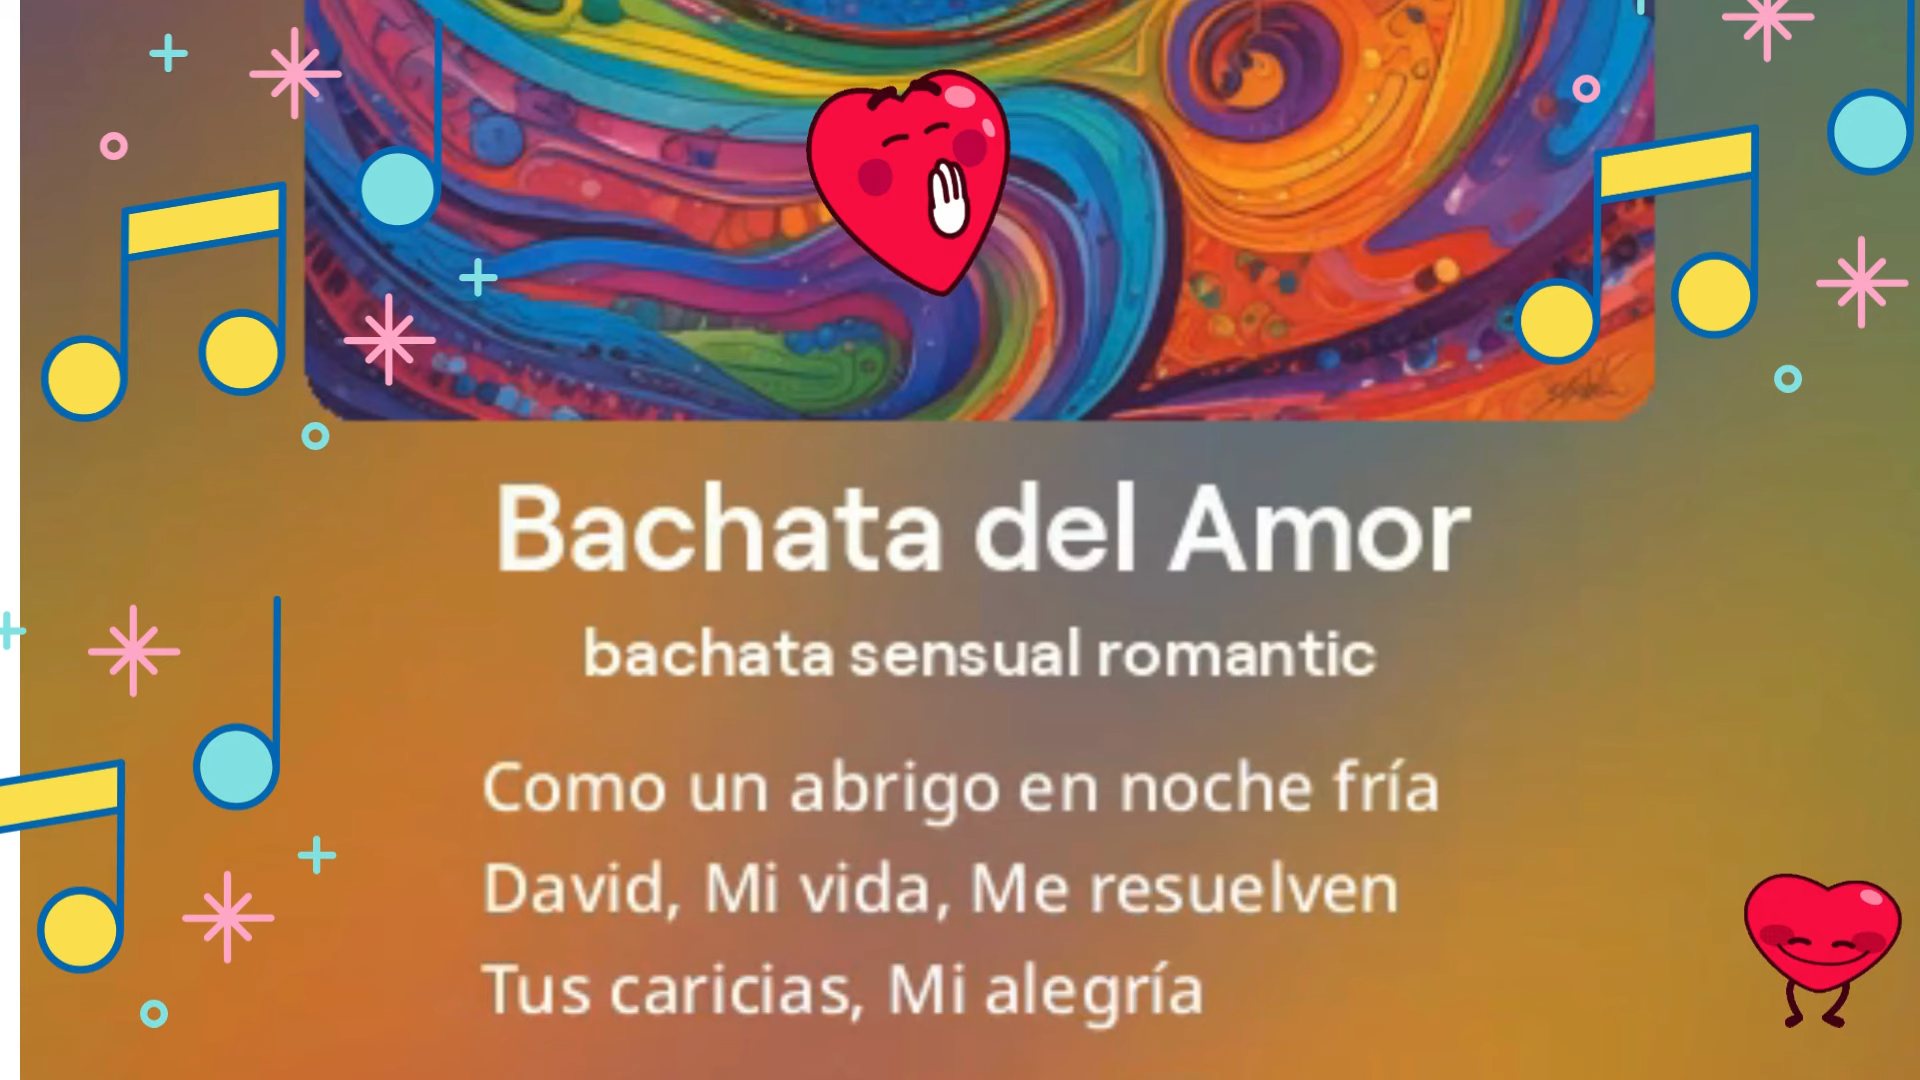 Bachata del Amor
bachata sensual romantic
Como un abrigo en noche fría
David, Mi vida, Me resuelven
Tus caricias, Mi alegría